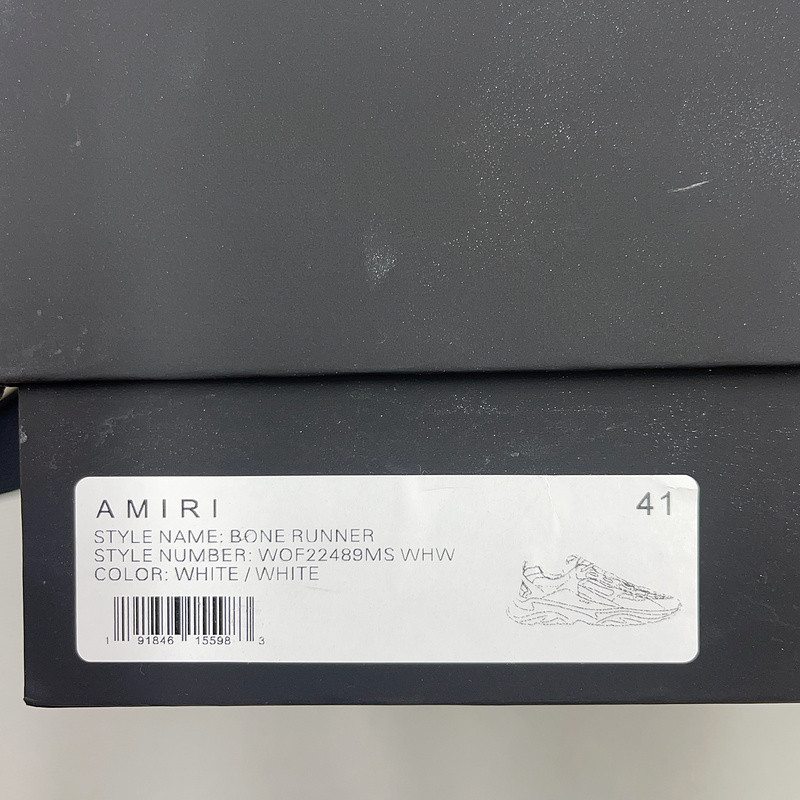 AMIRI
41
STYLE NAME: BONE RUNNER
STYLE NUMBER: WOF22489MS WHW
COLOR: WHITE / WHITE
1 91846 15598 3